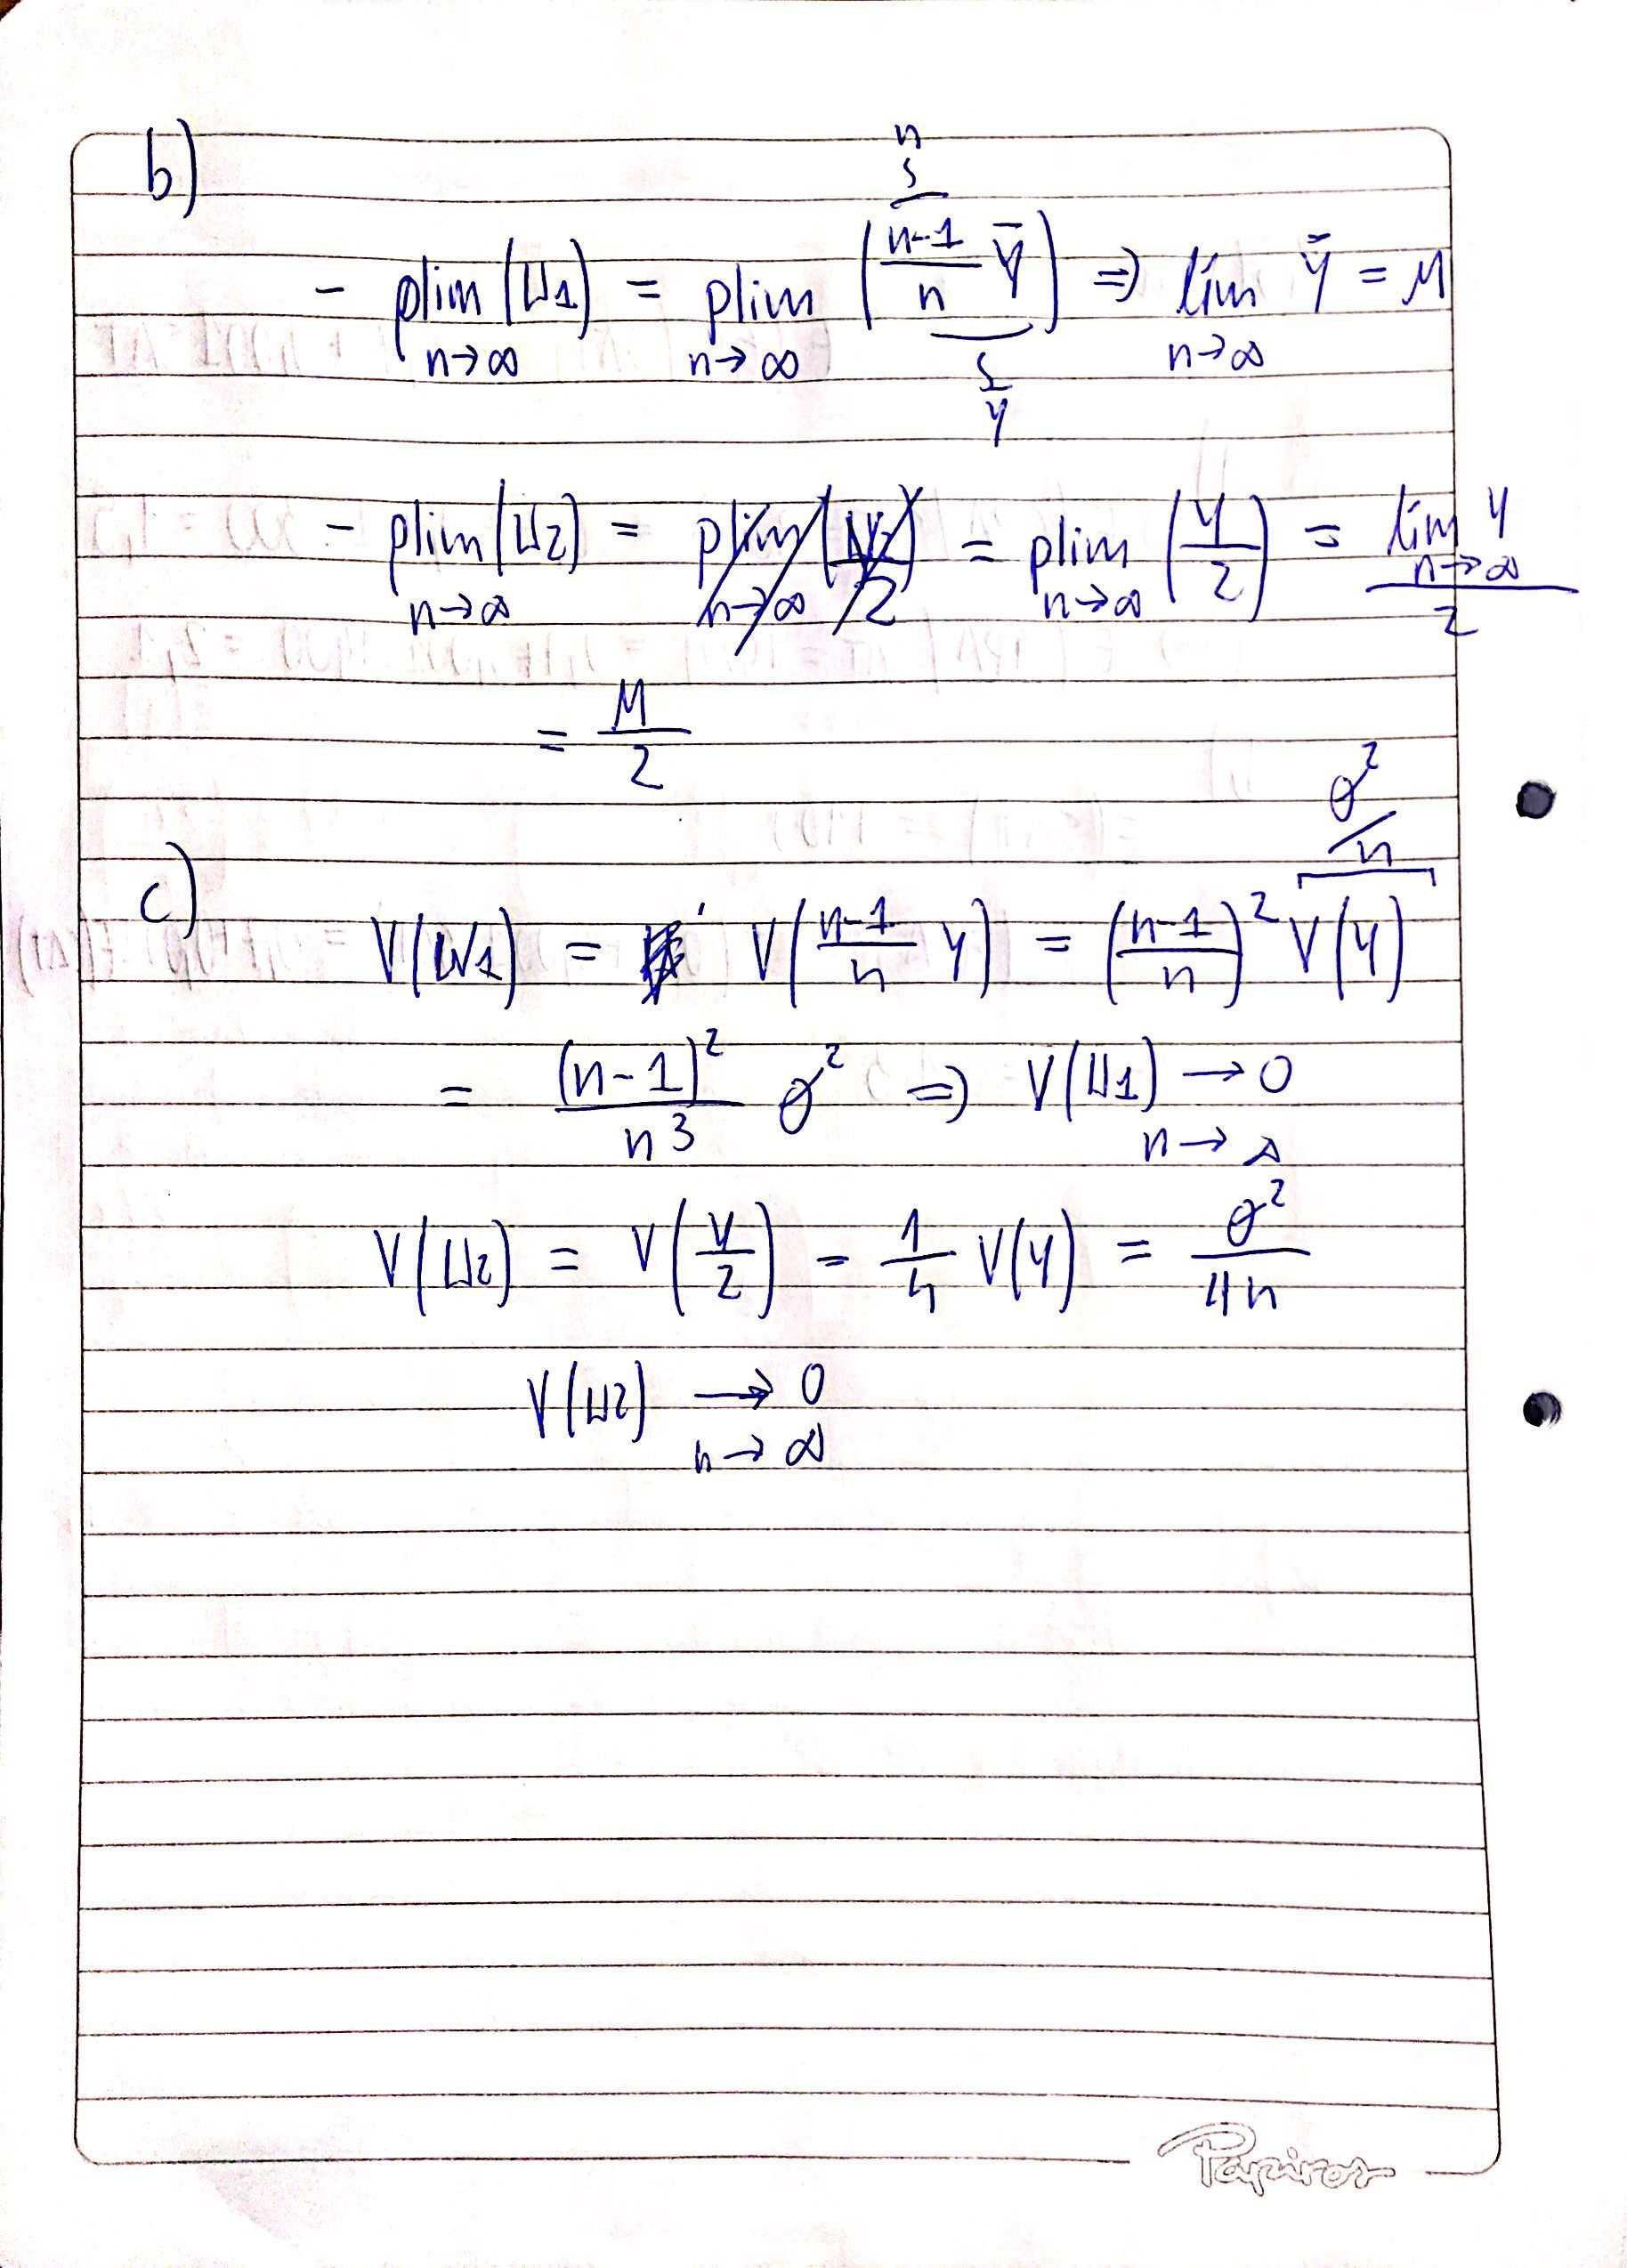 b)
n
- plim (W1) = plim ( n-1/n Ȳ ) => lím Ȳ = M
n→∞ n→∞ n→∞
Y
- plim (W2) = = plim ( Y/2 ) = lím Y / 2
n→∞ n→∞ n→∞
= M/2
σ²/n
c)
V(W1) = V( n-1/n Y ) = ( n-1/n )² V(Y)
= (n-1)²/n3 σ² => V(W1) → 0
n →
V(W2) = V( Y/2 ) = 1/4 V(Y) = σ²/4n
V(W2) → 0
n → ∞
Papiros